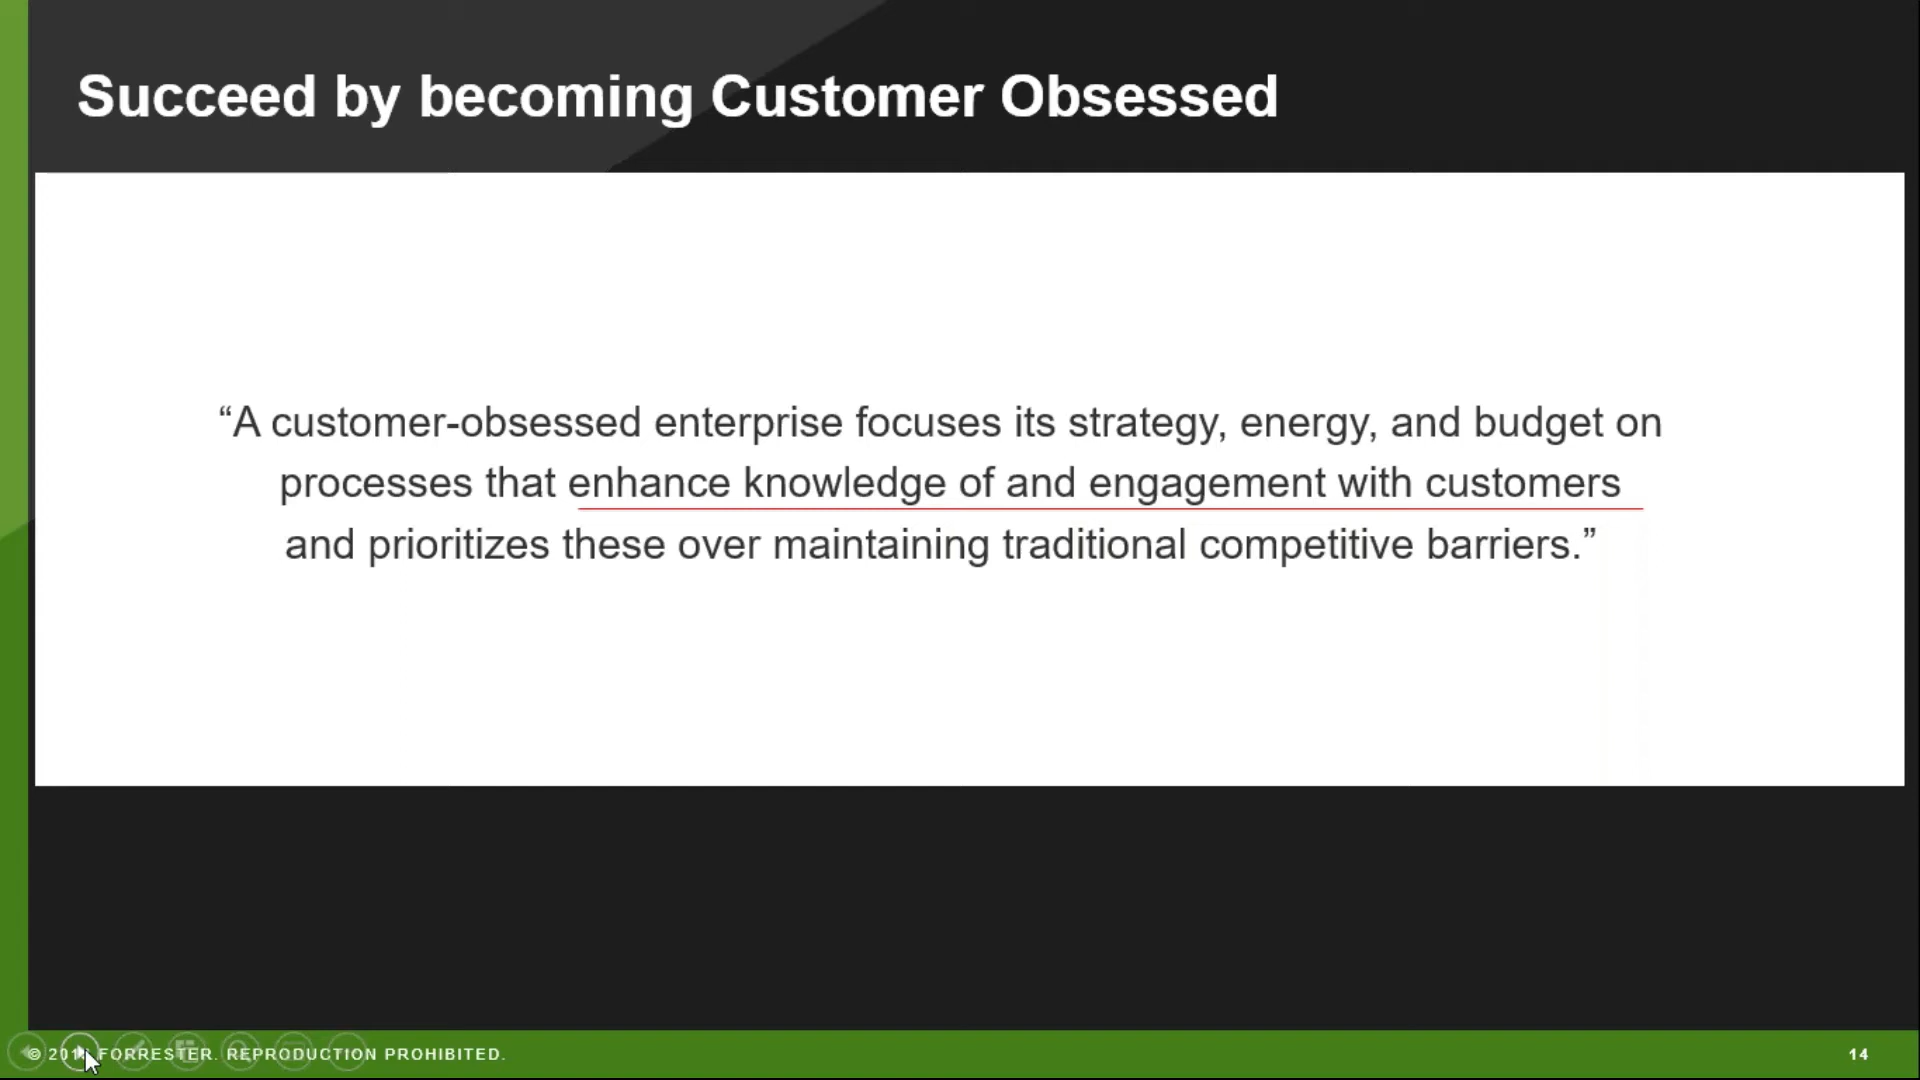 Succeed by becoming Customer Obsessed
“A customer-obsessed enterprise focuses its strategy, energy, and budget on
processes that enhance knowledge of and engagement with customers
and prioritizes these over maintaining traditional competitive barriers.”
© FORRESTER. REPRODUCTION PROHIBITED.
14